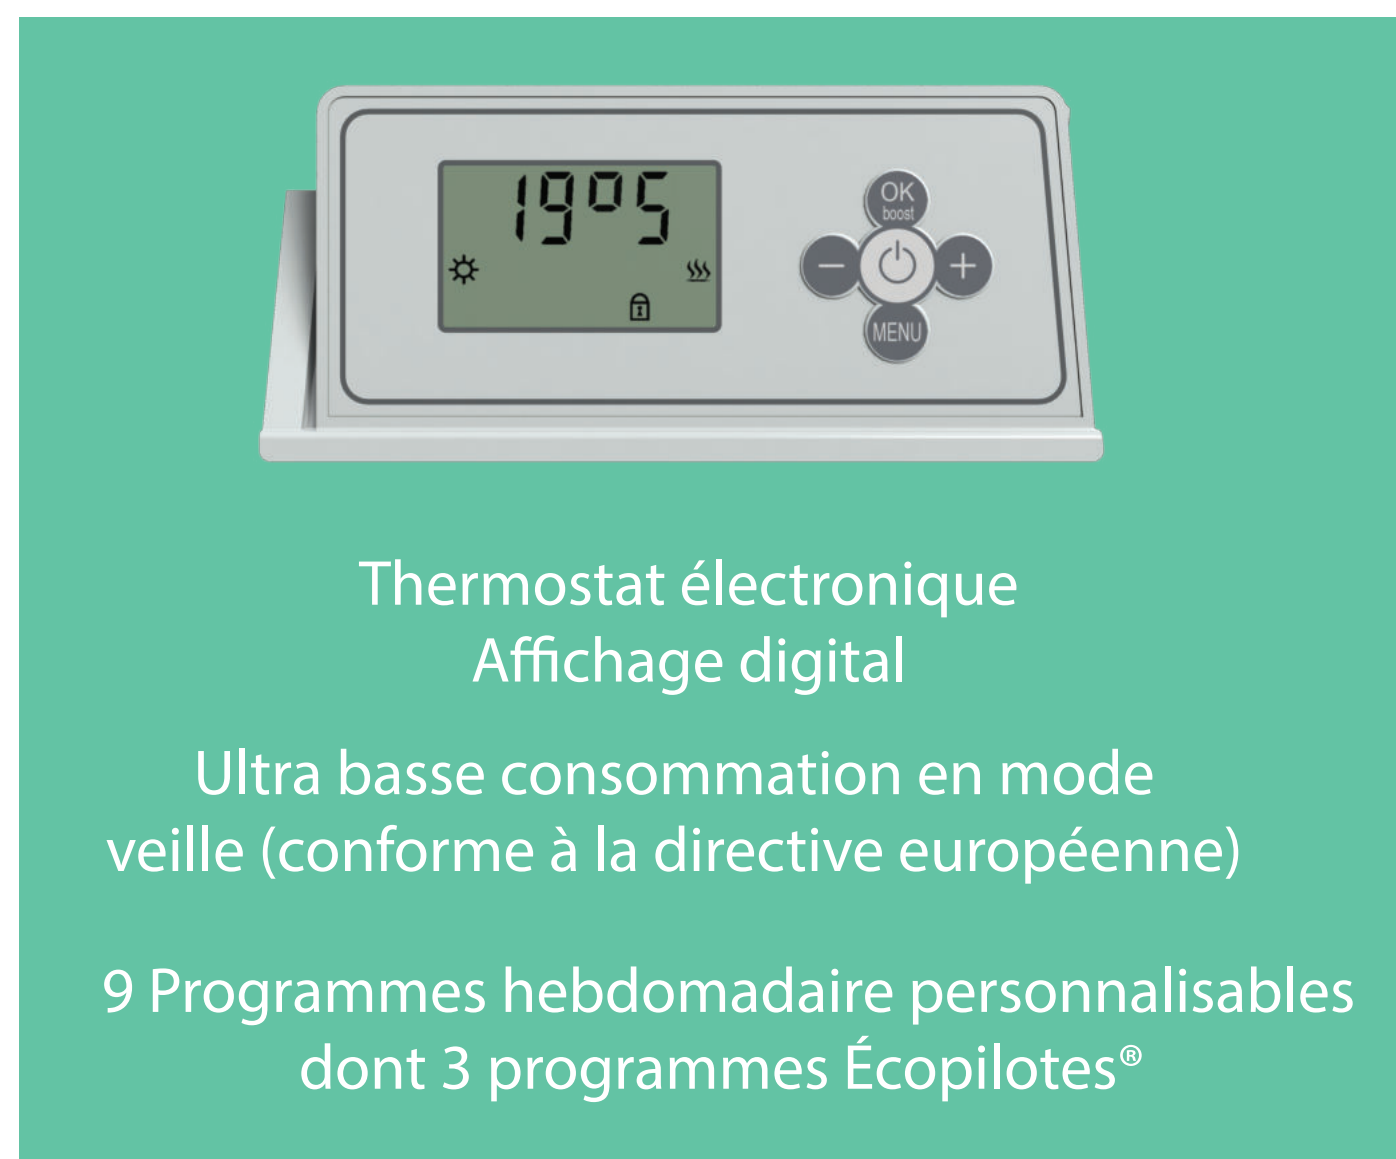 19°5
OK
boost
MENU
Thermostat électronique
Affichage digital
Ultra basse consommation en mode
veille (conforme à la directive européenne)
9 Programmes hebdomadaire personnalisables
dont 3 programmes Écopilotes®